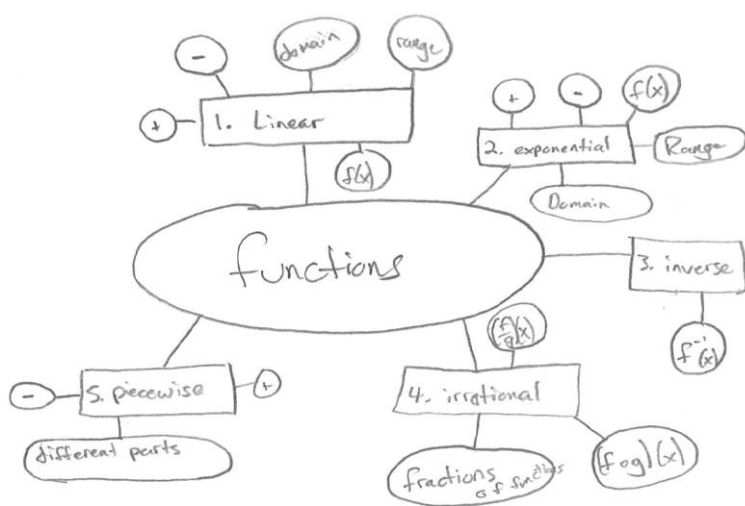 -
domain
range
+
1. Linear
f(x)
functions
+
-
f(x)
2. exponential
Range
Domain
3. inverse
f⁻¹(x)
(f/g)(x)
4. irrational
fractions
of functions
(fog)(x)
-
5. piecewise
+
different parts